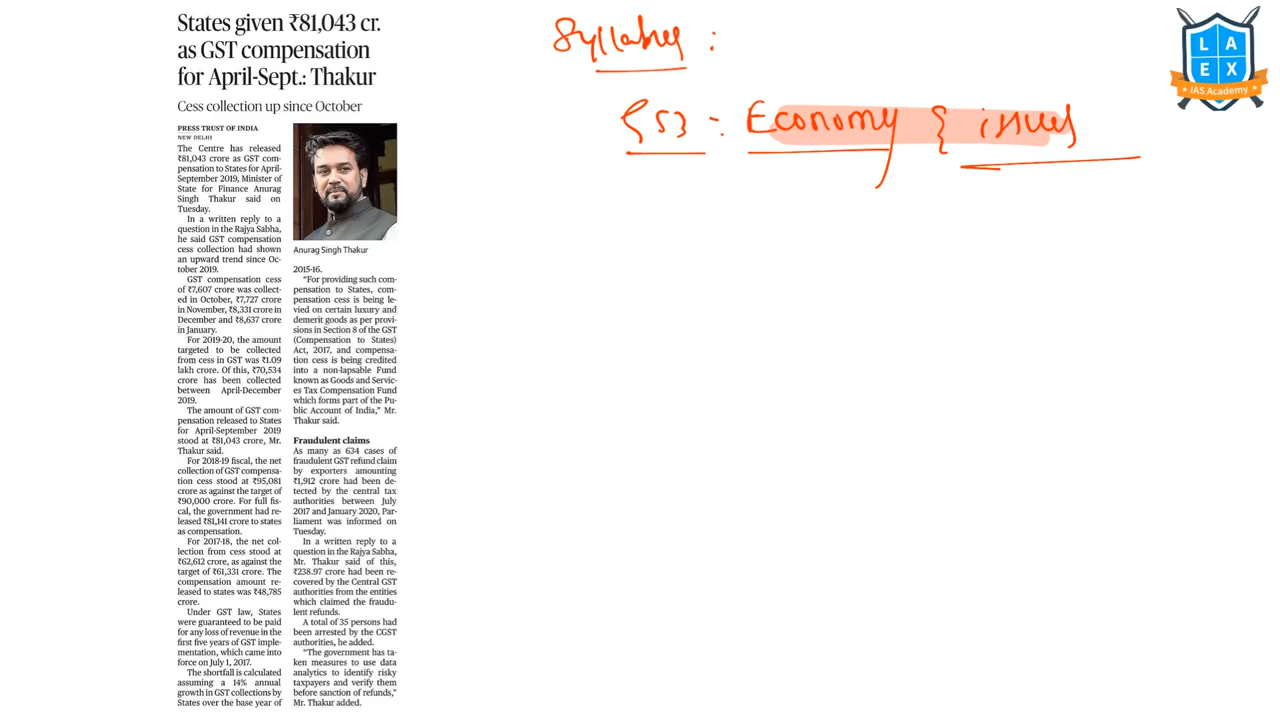 States given ₹81,043 cr.
as GST compensation
for April-Sept.: Thakur
Cess collection up since October
PRESS TRUST OF INDIA
NEW DELHI
The Centre has released
₹81,043 crore as GST com-
pensation to States for April-
September 2019, Minister of
State for Finance Anurag
Singh Thakur said on
Tuesday.
In a written reply to a
question in the Rajya Sabha,
he said GST compensation
cess collection had shown
an upward trend since Oc-
tober 2019.
GST compensation cess
of ₹7,607 crore was collect-
ed in October, ₹7,727 crore
in November, ₹8,331 crore in
December and ₹8,637 crore
in January.
For 2019-20, the amount
targeted to be collected
from cess in GST was ₹1.09
lakh crore. Of this, ₹70,534
crore has been collected
between April-December
2019.
The amount of GST com-
pensation released to States
for April-September 2019
stood at ₹81,043 crore, Mr.
Thakur said.
For 2018-19 fiscal, the net
collection of GST compensa-
tion cess stood at ₹95,081
crore as against the target of
₹90,000 crore. For full fis-
cal, the government had re-
leased ₹81,141 crore to states
as compensation.
For 2017-18, the net col-
lection from cess stood at
₹62,612 crore, as against the
target of ₹61,331 crore. The
compensation amount re-
leased to states was ₹48,785
crore.
Under GST law, States
were guaranteed to be paid
for any loss of revenue in the
first five years of GST imple-
mentation, which came into
force on July 1, 2017.
The shortfall is calculated
assuming a 14% annual
growth in GST collections by
States over the base year of
Anurag Singh Thakur
2015-16.
“For providing such com-
pensation to States, com-
pensation cess is being le-
vied on certain luxury and
demerit goods as per provi-
sions in Section 8 of the GST
(Compensation to States)
Act, 2017, and compensa-
tion cess is being credited
into a non-lapsable Fund
known as Goods and Servic-
es Tax Compensation Fund
which forms part of the Pu-
blic Account of India,” Mr.
Thakur said.
Fraudulent claims
As many as 634 cases of
fraudulent GST refund claim
by exporters amounting
₹1,912 crore had been de-
tected by the central tax
authorities between July
2017 and January 2020, Par-
liament was informed on
Tuesday.
In a written reply to a
question in the Rajya Sabha,
Mr. Thakur said of this,
₹238.97 crore had been re-
covered by the Central GST
authorities from the entities
which claimed the fraudu-
lent refunds.
A total of 35 persons had
been arrested by the CGST
authorities, he added.
“The government has ta-
ken measures to use data
analytics to identify risky
taxpayers and verify them
before sanction of refunds,”
Mr. Thakur added.
Syllabus :
GS3 : Economy & issues
L A
E X
IAS Academy